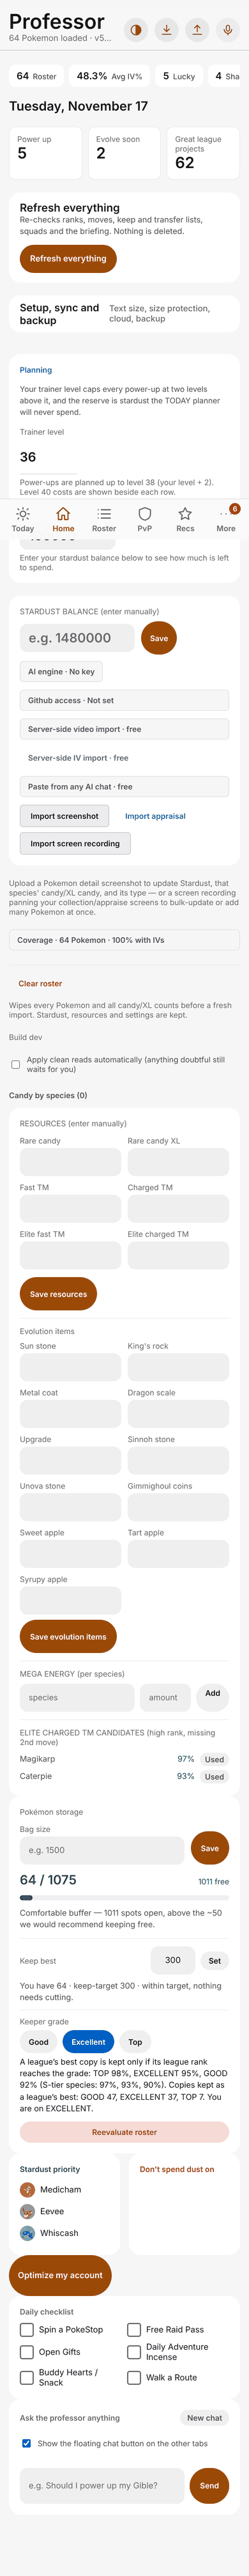 Professor
64 Pokemon loaded · v5...
64 Roster 48.3% Avg IV% 5 Lucky 4 Sha
Tuesday, November 17
Power up
5
Evolve soon
2
Great league
projects
62
Refresh everything
Re-checks ranks, moves, keep and transfer lists,
squads and the briefing. Nothing is deleted.
Refresh everything
Setup, sync and
backup
Text size, size protection,
cloud, backup
Planning
Your trainer level caps every power-up at two levels
above it, and the reserve is stardust the TODAY planner
will never spend.
Trainer level
36
Power-ups are planned up to level 38 (your level + 2).
Level 40 costs are shown beside each row.
Today Home Roster PvP Recs More
6
Enter your stardust balance below to see how much is left
to spend.
STARDUST BALANCE (enter manually)
e.g. 1480000
Save
AI engine · No key
Github access · Not set
Server-side video import · free
Server-side IV import · free
Paste from any AI chat · free
Import screenshot
Import appraisal
Import screen recording
Upload a Pokemon detail screenshot to update Stardust, that
species' candy/XL candy, and its type — or a screen recording
panning your collection/appraise screens to bulk-update or add
many Pokemon at once.
Coverage · 64 Pokemon · 100% with IVs
Clear roster
Wipes every Pokemon and all candy/XL counts before a fresh
import. Stardust, resources and settings are kept.
Build dev
Apply clean reads automatically (anything doubtful still
waits for you)
Candy by species (0)
RESOURCES (enter manually)
Rare candy
Rare candy XL
Fast TM
Charged TM
Elite fast TM
Elite charged TM
Save resources
Evolution items
Sun stone
King's rock
Metal coat
Dragon scale
Upgrade
Sinnoh stone
Unova stone
Gimmighoul coins
Sweet apple
Tart apple
Syrupy apple
Save evolution items
MEGA ENERGY (per species)
species
amount
Add
ELITE CHARGED TM CANDIDATES (high rank, missing
2nd move)
Magikarp 97% Used
Caterpie 93% Used
Pokémon storage
Bag size
e.g. 1500
Save
64 / 1075
1011 free
Comfortable buffer — 1011 spots open, above the ~50
we would recommend keeping free.
Keep best
300
Set
You have 64 · keep-target 300 · within target, nothing
needs cutting.
Keeper grade
Good Excellent Top
A league's best copy is kept only if its league rank
reaches the grade: TOP 98%, EXCELLENT 95%, GOOD
92% (S-tier species: 97%, 93%, 90%). Copies kept as
a league's best: GOOD 47, EXCELLENT 37, TOP 7. You
are on EXCELLENT.
Reevaluate roster
Stardust priority
Medicham
Eevee
Whiscash
Don't spend dust on
Optimize my account
Daily checklist
Spin a PokeStop
Free Raid Pass
Open Gifts
Daily Adventure
Incense
Buddy Hearts /
Snack
Walk a Route
Ask the professor anything
New chat
Show the floating chat button on the other tabs
e.g. Should I power up my Gible?
Send